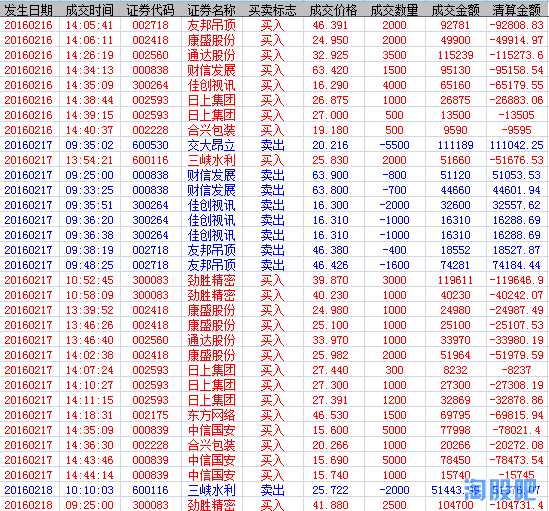 发生日期 成交时间 证券代码 证券名称 买卖标志 成交价格 成交数量 成交金额 清算金额
20160216 14:05:41 002718 友邦吊顶 买入 46.391 2000 92781 -92808.83
20160216 14:06:11 002418 康盛股份 买入 24.950 2000 49900 -49914.97
20160216 14:26:19 002560 通达股份 买入 32.925 3500 115239 -115273.6
20160216 14:34:13 000838 财信发展 买入 63.420 1500 95130 -95158.54
20160216 14:35:09 300264 佳创视讯 买入 16.290 4000 65160 -65179.55
20160216 14:38:44 002593 日上集团 买入 26.875 1000 26875 -26883.06
20160216 14:39:15 002593 日上集团 买入 27.000 500 13500 -13505
20160216 14:40:37 002228 合兴包装 买入 19.180 500 9590 -9595
20160217 09:35:02 600530 交大昂立 卖出 20.216 -5500 111189 111042.25
20160217 13:54:21 600116 三峡水利 买入 25.830 2000 51660 -51676.53
20160217 09:25:00 000838 财信发展 卖出 63.900 -800 51120 51053.53
20160217 09:33:25 000838 财信发展 卖出 63.800 -700 44660 44601.94
20160217 09:35:51 300264 佳创视讯 卖出 16.300 -2000 32600 32557.62
20160217 09:36:20 300264 佳创视讯 卖出 16.310 -1000 16310 16288.69
20160217 09:36:38 300264 佳创视讯 卖出 16.310 -1000 16310 16288.69
20160217 09:38:19 002718 友邦吊顶 卖出 46.380 -400 18552 18527.87
20160217 09:48:25 002718 友邦吊顶 卖出 46.426 -1600 74281 74184.44
20160217 10:52:45 300083 劲胜精密 买入 39.870 3000 119611 -119646.9
20160217 10:58:09 300083 劲胜精密 买入 40.230 1000 40230 -40242.07
20160217 13:39:52 002418 康盛股份 买入 24.980 1000 24980 -24987.49
20160217 13:46:26 002418 康盛股份 买入 25.100 1000 25100 -25107.53
20160217 13:46:40 002560 通达股份 买入 33.970 1000 33970 -33980.19
20160217 14:02:38 002418 康盛股份 买入 25.982 2000 51964 -51979.59
20160217 14:07:24 002593 日上集团 买入 27.440 300 8232 -8237
20160217 14:10:27 002593 日上集团 买入 27.300 1000 27300 -27308.19
20160217 14:11:15 002593 日上集团 买入 27.391 1200 32869 -32878.86
20160217 14:18:31 002175 东方网络 买入 46.530 1500 69795 -69815.94
20160217 14:35:09 000839 中信国安 买入 15.600 5000 77998 -78021.4
20160217 14:36:30 002228 合兴包装 买入 20.266 1000 20266 -20272.08
20160217 14:43:46 000839 中信国安 买入 15.690 5000 78450 -78473.54
20160217 14:44:14 000839 中信国安 买入 15.740 1000 15740 -15745
20160218 10:10:03 600116 三峡水利 卖出 25.722 -2000 51443
20160218 09:25:00 300083 劲胜精密 买入 41.880 2500 104700 -104731.4
淘股吧